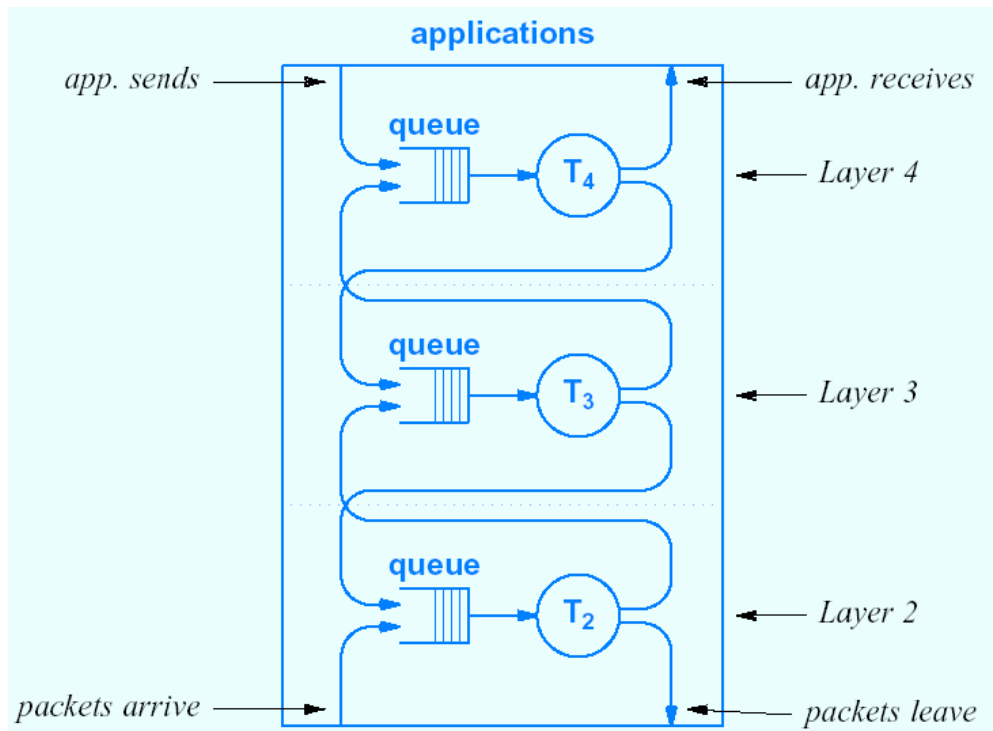 applications
app. sends
app. receives
queue
T4
Layer 4
queue
T3
Layer 3
queue
T2
Layer 2
packets arrive
packets leave